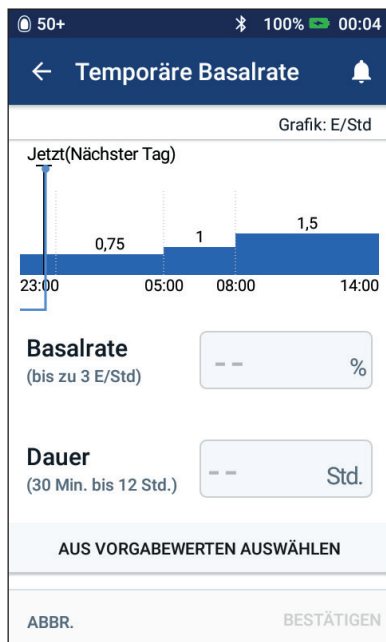 50+ 100% 00:04
Temporäre Basalrate
Grafik: E/Std
Jetzt(Nächster Tag)
0,75 1 1,5
23:00 05:00 08:00 14:00
Basalrate -- %
(bis zu 3 E/Std)
Dauer -- Std.
(30 Min. bis 12 Std.)
AUS VORGABEWERTEN AUSWÄHLEN
ABBR. BESTÄTIGEN